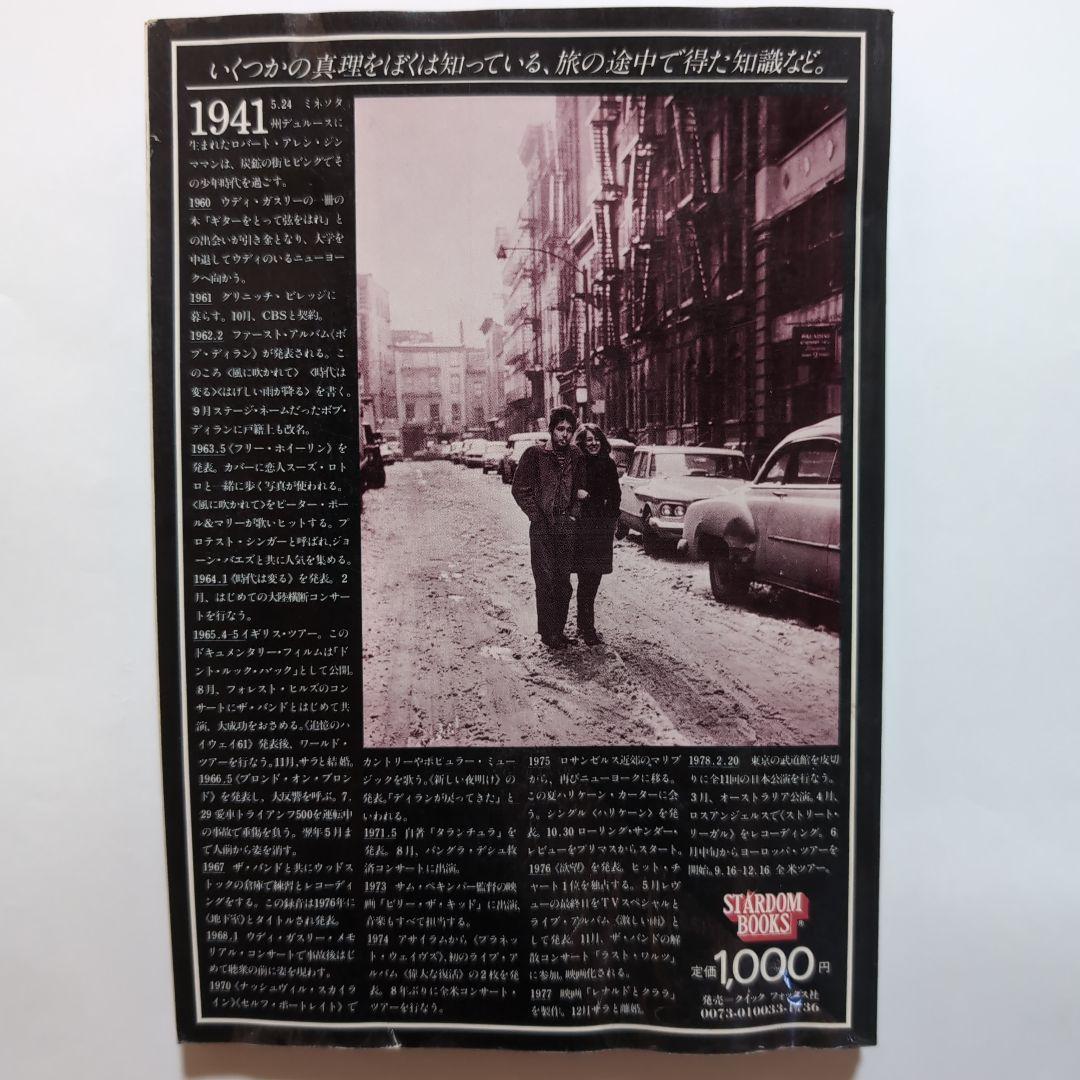 いくつかの真理をぼくは知っている、旅の途中で得た知識など。
1941 5.24 ミネソタ
州デュルースに
生まれたロバート・アレン・ジン
ママンは、炭鉱の街ヒビングでそ
の少年時代を過ごす。
1960 ウディ・ガスリーの一冊の
本「ギターをとって弦をはれ」と
の出会いが引き金となり、大学を
中退してウディのいるニューヨー
クへ向かう。
1961 グリニッチ・ビレッジに
暮らす。10月、CBSと契約。
1962.2 ファースト・アルバム《ボ
ブ・ディラン》が発表される。こ
のころ〈風に吹かれて〉〈時代は
変る〉〈はげしい雨が降る〉を書く。
9月ステージ・ネームだったボブ・
ディランに戸籍上も改名。
1963.5《フリー・ホイーリン》を
発表。カバーに恋人スーズ・ロト
ロと一緒に歩く写真が使われる。
〈風に吹かれて〉をピーター・ポー
ル&マリーが歌いヒットする。プ
ロテスト・シンガーと呼ばれ、ジョ
ーン・バエズと共に人気を集める。
1964.1《時代は変る》を発表。2
月、はじめての大陸横断コンサー
トを行なう。
1965.4-5 イギリス・ツアー。この
ドキュメンタリー・フィルムは「ド
ント・ルック・バック」として公開。
8月、フォレスト・ヒルズのコン
サートにザ・バンドとはじめて共
演、大成功をおさめる。《追憶のハ
イウェイ61》発表後、ワールド・
ツアーを行なう。11月、サラと結婚。
1966.5《ブロンド・オン・ブロン
ド》を発表し、大反響を呼ぶ。7.
29 愛車トライアンフ500を運転中
の事故で重傷を負う。翌年5月ま
で人前から姿を消す。
1967 ザ・バンドと共にウッドス
トックの倉庫で練習とレコーディ
ングをする。この録音は1976年に
《地下室》とタイトルされ発表。
1968.1 ウディ・ガスリー・メモ
リアル・コンサートで事故後はじ
めて聴衆の前に姿を現わす。
1970《ナッシュヴィル・スカイラ
イン》《セルフ・ポートレイト》で
カントリーやポピュラー・ミュー
ジックを歌う。《新しい夜明け》の
発表。「ディランが戻ってきた」と
いわれる。
1971.5 自著「タランチュラ」を
発表。8月、バングラ・デシュ救
済コンサートに出演。
1973 サム・ペキンパー監督の映
画「ビリー・ザ・キッド」に出演、
音楽もすべて担当する。
1974 アサイラムから《プラネッ
ト・ウェイヴズ》、初のライブ・ア
ルバム《偉大な復活》の2枚を発
表。8年ぶりに全米コンサート・
ツアーを行なう。
1975 ロサンゼルス近郊のマリブ
から、再びニューヨークに移る。
この夏ハリケーン・カーターに会
う。シングル〈ハリケーン〉を発
表。10.30 ローリング・サンダー・
レビューをプリマスからスタート。
1976《欲望》を発表。ヒット・チ
ャート1位を独占する。5月レヴ
ューの最終日をTVスペシャルと
ライブ・アルバム《激しい雨》と
して発表。11月、ザ・バンドの解
散コンサート「ラスト・ワルツ」
に参加。映画化される。
1977 映画「レナルドとクララ」
を製作。12月サラと離婚。
1978.2.20 東京の武道館を皮切
りに全11回の日本公演を行なう。
3月、オーストラリア公演。4月、
ロスアンジェルスで《ストリート・
リーガル》をレコーディング。6
月中旬からヨーロッパ・ツアーを
開始。9.16-12.16 全米ツアー。
STARDOM
BOOKS®
定価1,000円
発売—クイック フォックス社